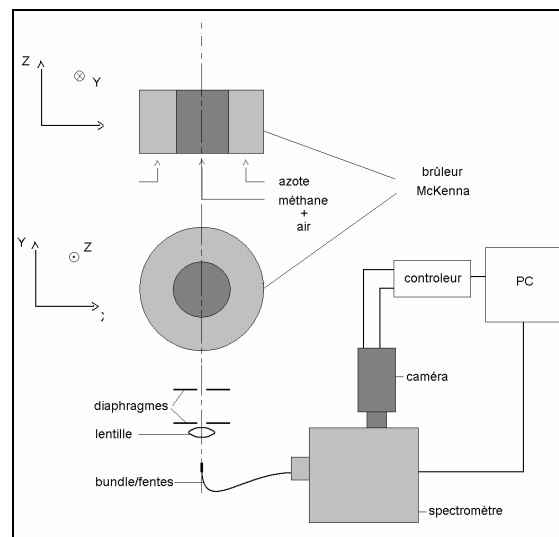 Z
Y
azote
méthane
+
air
brûleur
McKenna
Y
Z
controleur
PC
caméra
diaphragmes
lentille
bundle/fentes
spectromètre